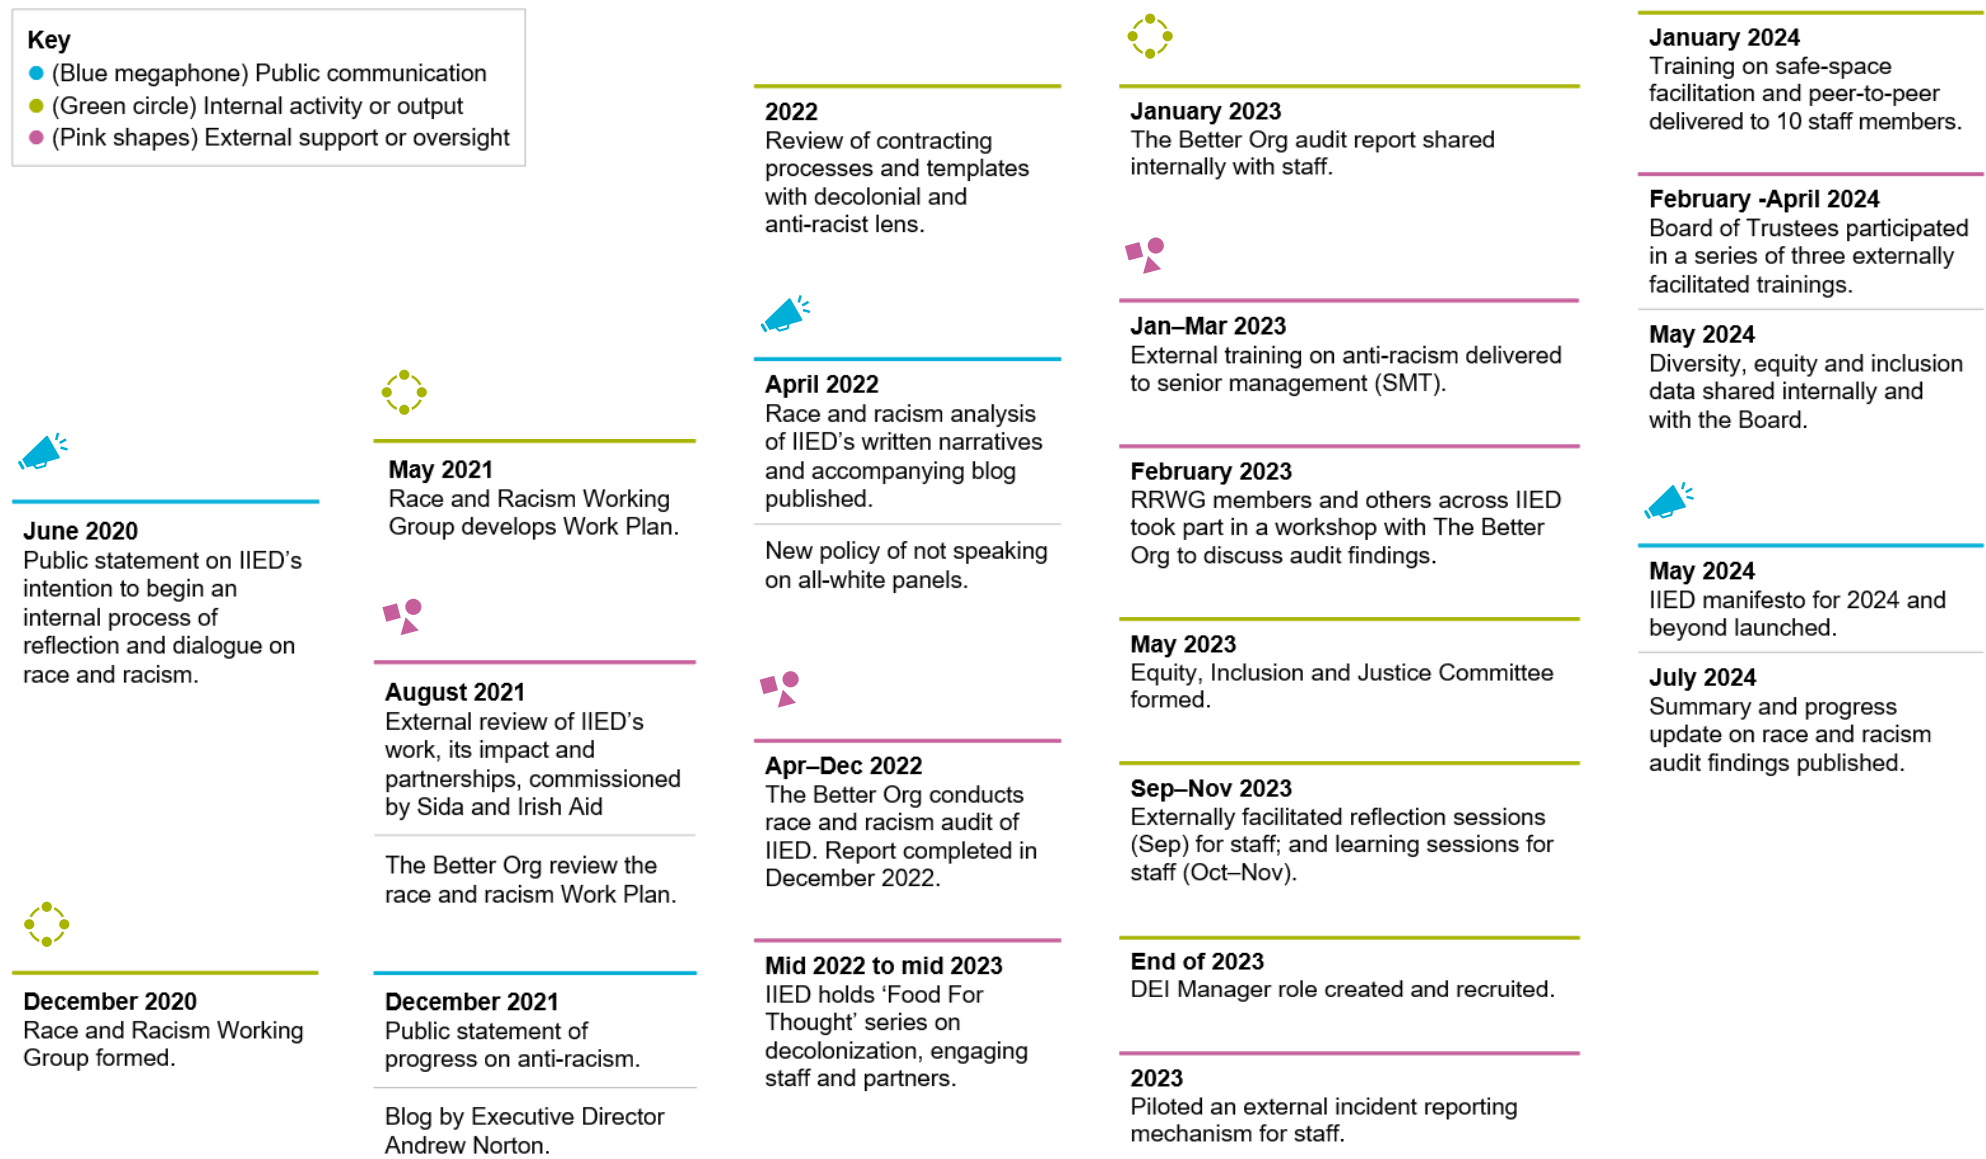 Key
(Blue megaphone) Public communication
(Green circle) Internal activity or output
(Pink shapes) External support or oversight
June 2020
Public statement on IIED’s
intention to begin an
internal process of
reflection and dialogue on
race and racism.
December 2020
Race and Racism Working
Group formed.
May 2021
Race and Racism Working
Group develops Work Plan.
August 2021
External review of IIED’s
work, its impact and
partnerships, commissioned
by Sida and Irish Aid
The Better Org review the
race and racism Work Plan.
December 2021
Public statement of
progress on anti-racism.
Blog by Executive Director
Andrew Norton.
2022
Review of contracting
processes and templates
with decolonial and
anti-racist lens.
April 2022
Race and racism analysis
of IIED’s written narratives
and accompanying blog
published.
New policy of not speaking
on all-white panels.
Apr–Dec 2022
The Better Org conducts
race and racism audit of
IIED. Report completed in
December 2022.
Mid 2022 to mid 2023
IIED holds ‘Food For
Thought’ series on
decolonization, engaging
staff and partners.
January 2023
The Better Org audit report shared
internally with staff.
Jan–Mar 2023
External training on anti-racism delivered
to senior management (SMT).
February 2023
RRWG members and others across IIED
took part in a workshop with The Better
Org to discuss audit findings.
May 2023
Equity, Inclusion and Justice Committee
formed.
Sep–Nov 2023
Externally facilitated reflection sessions
(Sep) for staff; and learning sessions for
staff (Oct–Nov).
End of 2023
DEI Manager role created and recruited.
2023
Piloted an external incident reporting
mechanism for staff.
January 2024
Training on safe-space
facilitation and peer-to-peer
delivered to 10 staff members.
February -April 2024
Board of Trustees participated
in a series of three externally
facilitated trainings.
May 2024
Diversity, equity and inclusion
data shared internally and
with the Board.
May 2024
IIED manifesto for 2024 and
beyond launched.
July 2024
Summary and progress
update on race and racism
audit findings published.